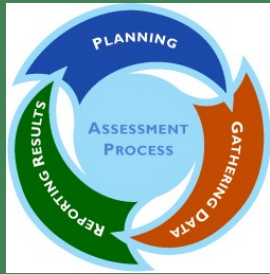 PLANNING
ASSESSMENT
PROCESS
GATHERING DATA
REPORTING RESULTS